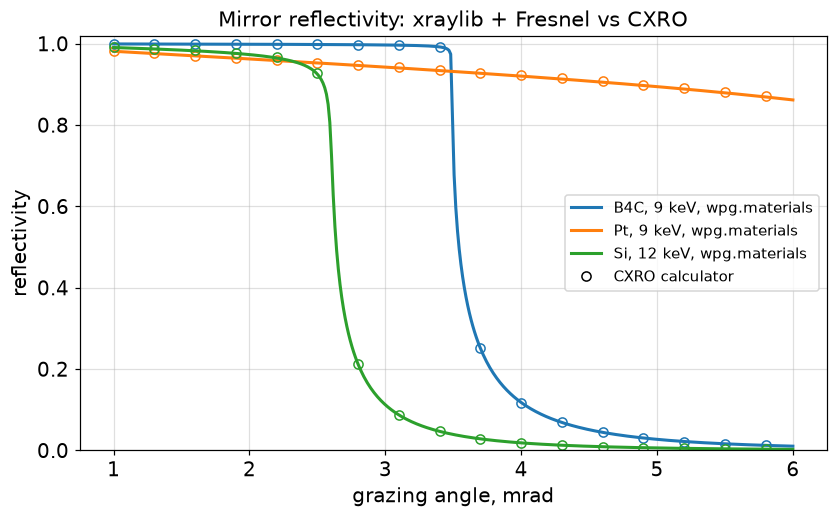 Mirror reflectivity: xraylib + Fresnel vs CXRO
reflectivity
1.0
0.8
0.6
0.4
0.2
0.0
B4C, 9 keV, wpg.materials
Pt, 9 keV, wpg.materials
Si, 12 keV, wpg.materials
CXRO calculator
1 2 3 4 5 6
grazing angle, mrad